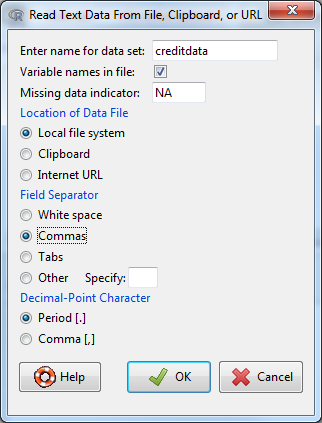 Read Text Data From File, Clipboard, or URL
Enter name for data set: creditdata
Variable names in file:
Missing data indicator: NA
Location of Data File
Local file system
Clipboard
Internet URL
Field Separator
White space
Commas
Tabs
Other Specify:
Decimal-Point Character
Period [.]
Comma [,]
Help OK Cancel